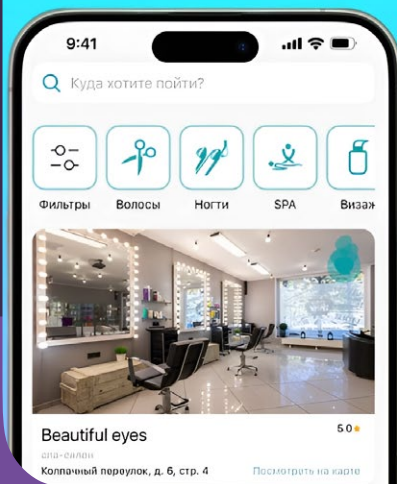 9:41
Куда хотите пойти?
Фильтры Волосы Ногти SPA Визаж
Beautiful eyes 5.0
спа-салон
Колпачный переулок, д. 6, стр. 4 Посмотреть на карте